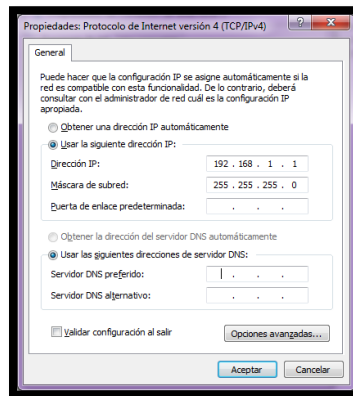 Propiedades: Protocolo de Internet versión 4 (TCP/IPv4)
General
Puede hacer que la configuración IP se asigne automáticamente si la
red es compatible con esta funcionalidad. De lo contrario, deberá
consultar con el administrador de red cuál es la configuración IP
apropiada.
Obtener una dirección IP automáticamente
Usar la siguiente dirección IP:
Dirección IP: 192 . 168 . 1 . 1
Máscara de subred: 255 . 255 . 255 . 0
Puerta de enlace predeterminada: . . .
Obtener la dirección del servidor DNS automáticamente
Usar las siguientes direcciones de servidor DNS:
Servidor DNS preferido: . . .
Servidor DNS alternativo: . . .
Validar configuración al salir
Opciones avanzadas...
Aceptar Cancelar